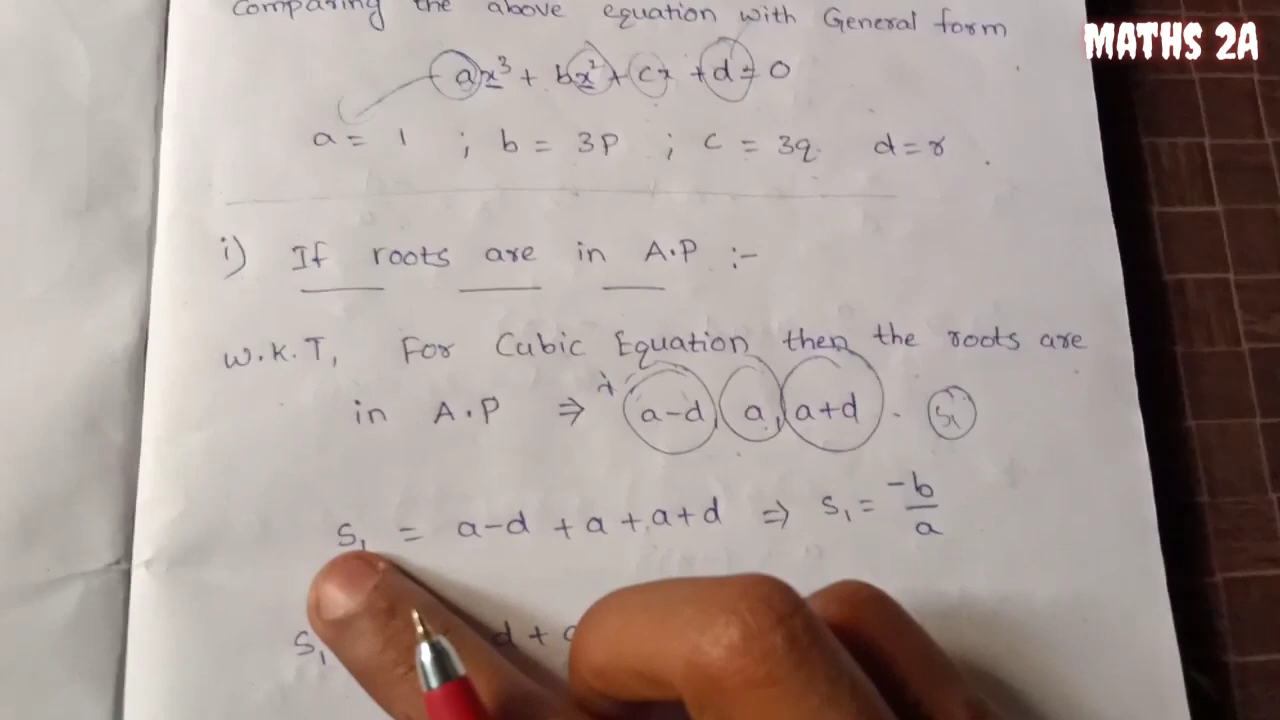 MATHS 2A
Comparing the above equation with General form
ax³ + bx² + cx + d = 0
a = 1 ; b = 3p ; c = 3q d = r .
i) If roots are in A.P :-
W.K.T, For Cubic Equation then the roots are
in A.P ⇒ a-d, a, a+d . S₁
S₁ = a-d + a + a+d ⇒ S₁ = -b/a
S₁ d +